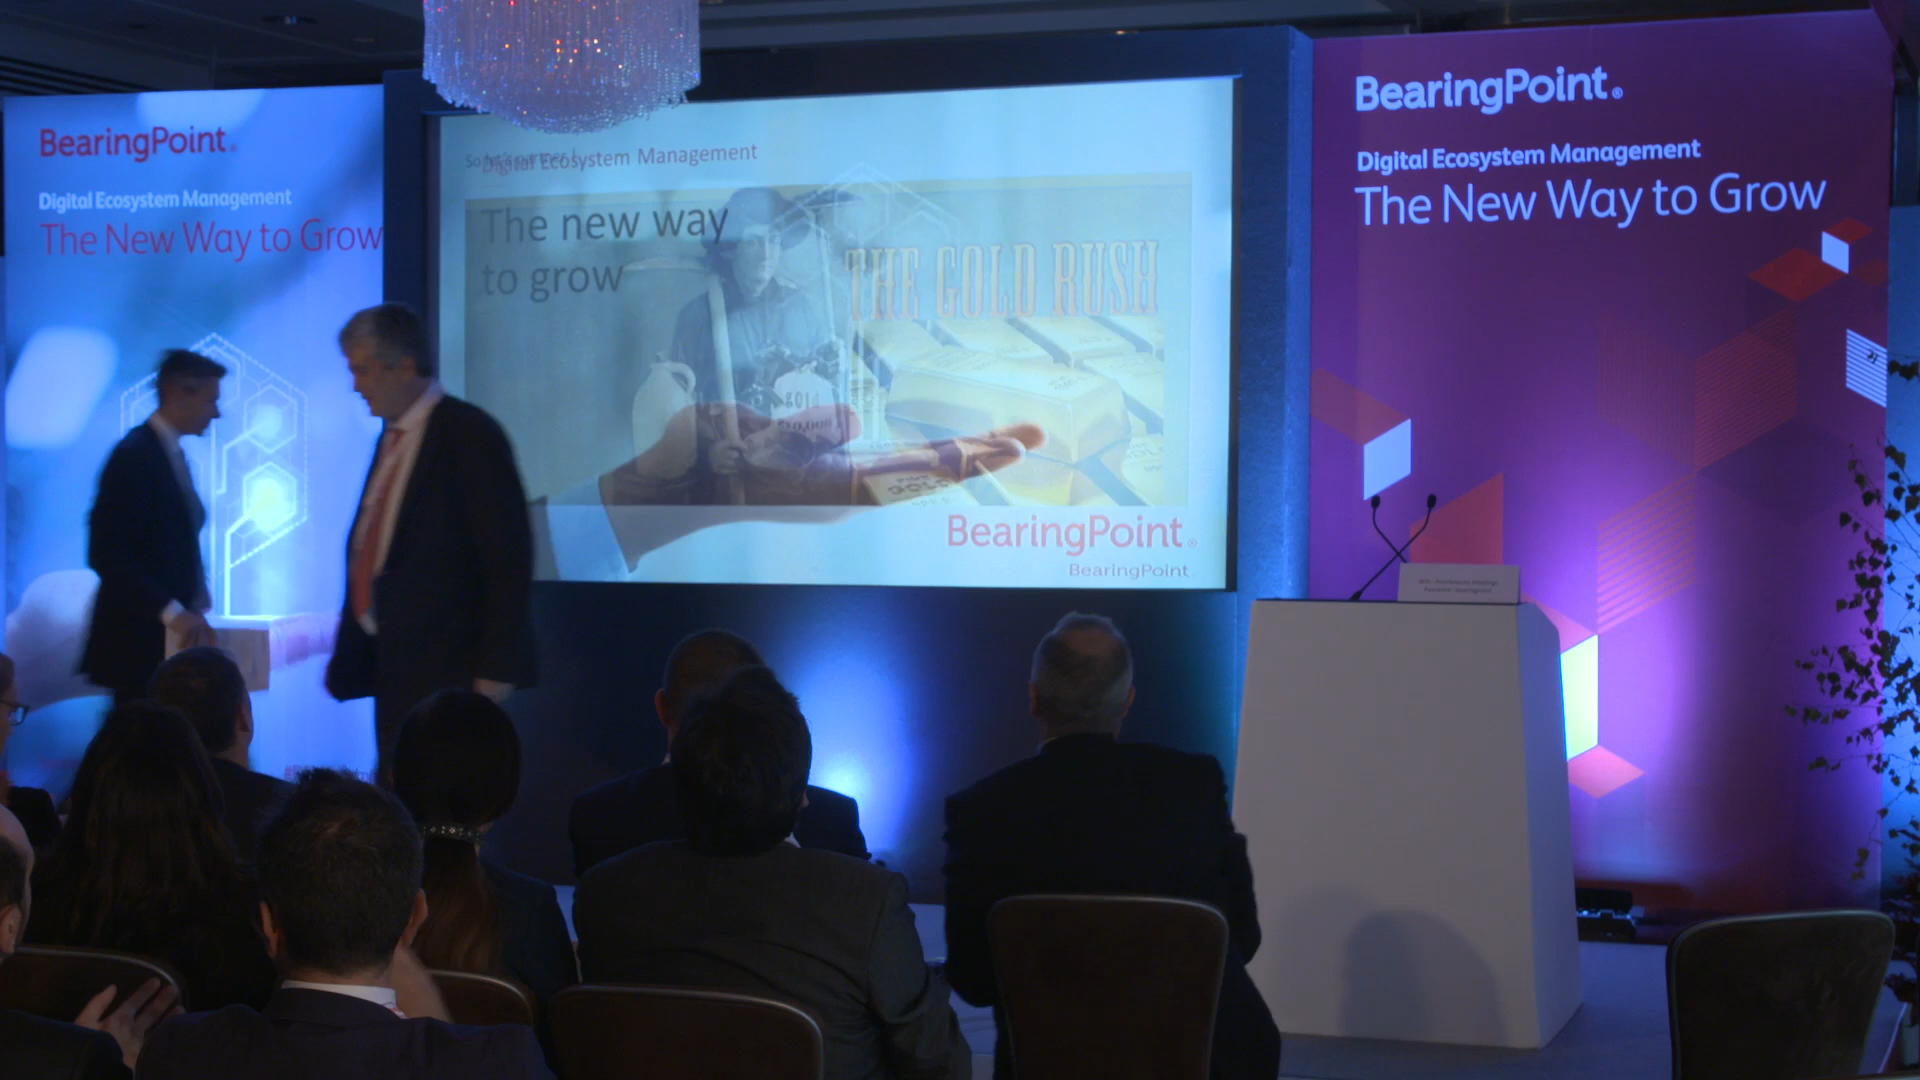 BearingPoint®
Digital Ecosystem Management
The New Way to Grow
Digital Ecosystem Management
The new way
to grow
THE GOLD RUSH
gold
BearingPoint®
BearingPoint
BearingPoint®
Digital Ecosystem Management
The New Way to Grow